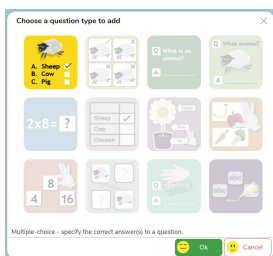 Choose a question type to add
A. Sheep
B. Cow
C. Pig
Q What is an animal?
A
Q What animal?
2x8= ?
Sheep
Cow
Chicken
8
4
16
?
?
Q
A
abc
abc
Multiple-choice - specify the correct answer(s) to a question.
Ok
Cancel